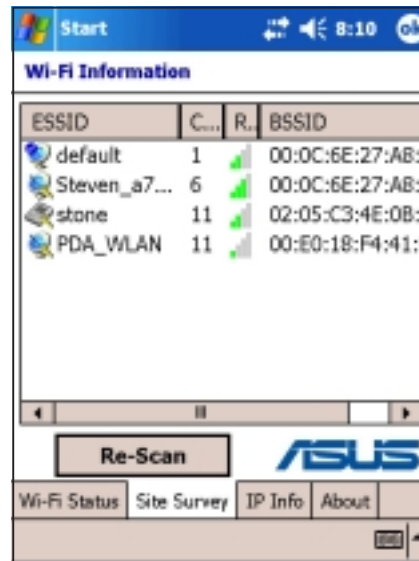 Start 8:10 ok
Wi-Fi Information
ESSID C... R.. BSSID
default 1 00:0C:6E:27:AB:
Steven_a7... 6 00:0C:6E:27:AB:
stone 11 02:05:C3:4E:0B:
PDA_WLAN 11 00:E0:18:F4:41:
Re-Scan ASUS
Wi-Fi Status Site Survey IP Info About